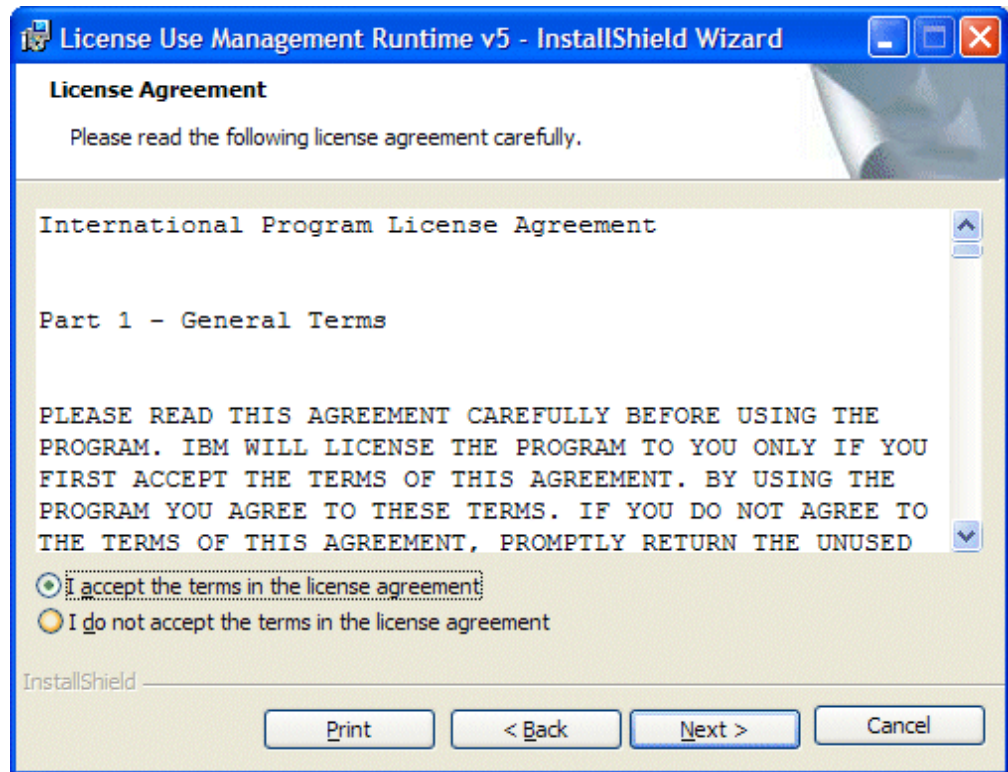 License Use Management Runtime v5 - InstallShield Wizard
License Agreement
Please read the following license agreement carefully.
International Program License Agreement
Part 1 - General Terms
PLEASE READ THIS AGREEMENT CAREFULLY BEFORE USING THE
PROGRAM. IBM WILL LICENSE THE PROGRAM TO YOU ONLY IF YOU
FIRST ACCEPT THE TERMS OF THIS AGREEMENT. BY USING THE
PROGRAM YOU AGREE TO THESE TERMS. IF YOU DO NOT AGREE TO
THE TERMS OF THIS AGREEMENT, PROMPTLY RETURN THE UNUSED
I accept the terms in the license agreement
I do not accept the terms in the license agreement
InstallShield
Print < Back Next > Cancel